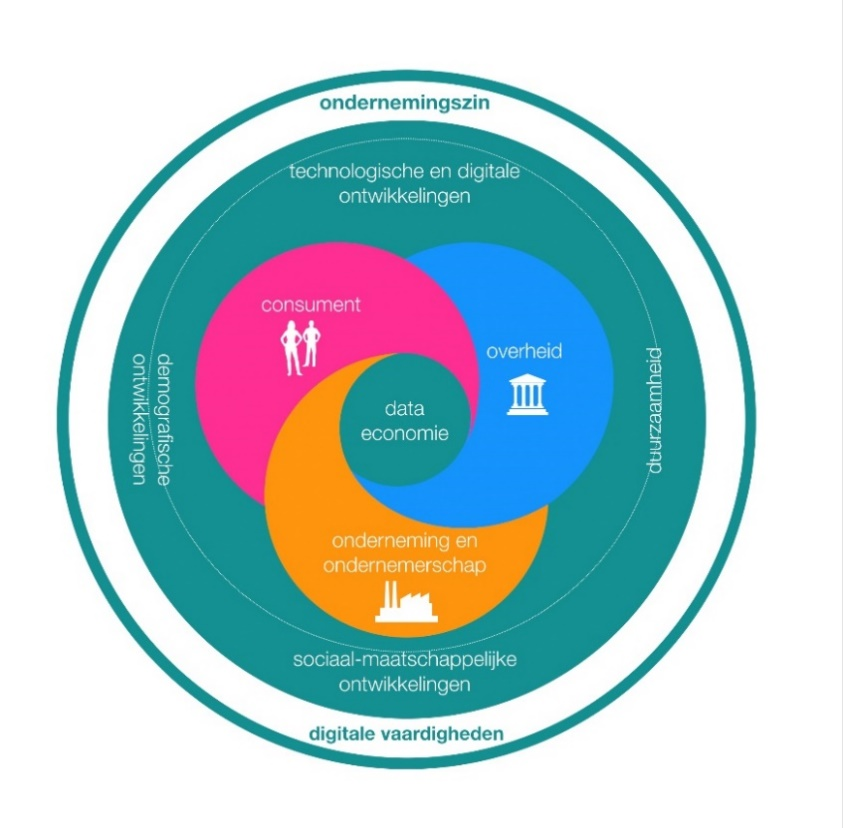 ondernemingszin
technologische en digitale
ontwikkelingen
consument
overheid
demografische
ontwikkelingen
duurzaamheid
data
economie
onderneming en
ondernemerschap
sociaal-maatschappelijke
ontwikkelingen
digitale vaardigheden